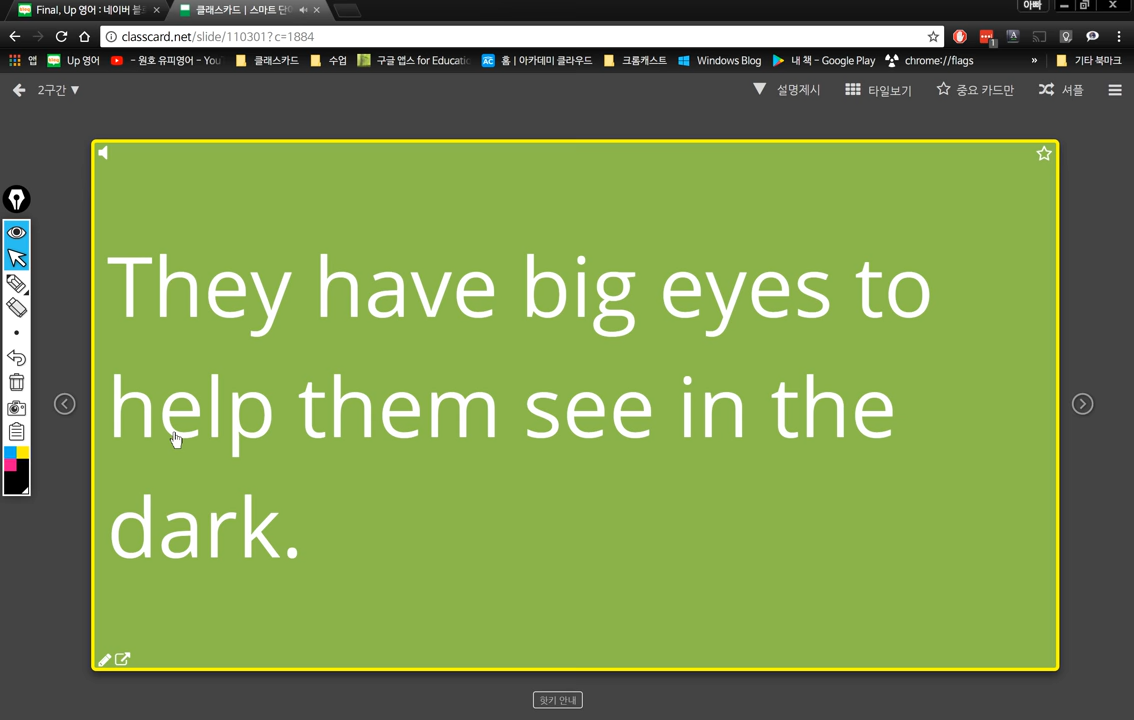 Final, Up 영어 : 네이버 블
클래스카드 | 스마트 단어
아빠
classcard.net/slide/110301?c=1884
앱
Up 영어
- 원호 유피영어 - You
클래스카드
수업
구글 앱스 for Educatio
홈 | 아카데미 클라우드
크롬캐스트
Windows Blog
내 책 - Google Play
chrome://flags
»
기타 북마크
2구간 ▼
▼ 설명제시
타일보기
중요 카드만
셔플
They have big eyes to
help them see in the
dark.
핫키 안내